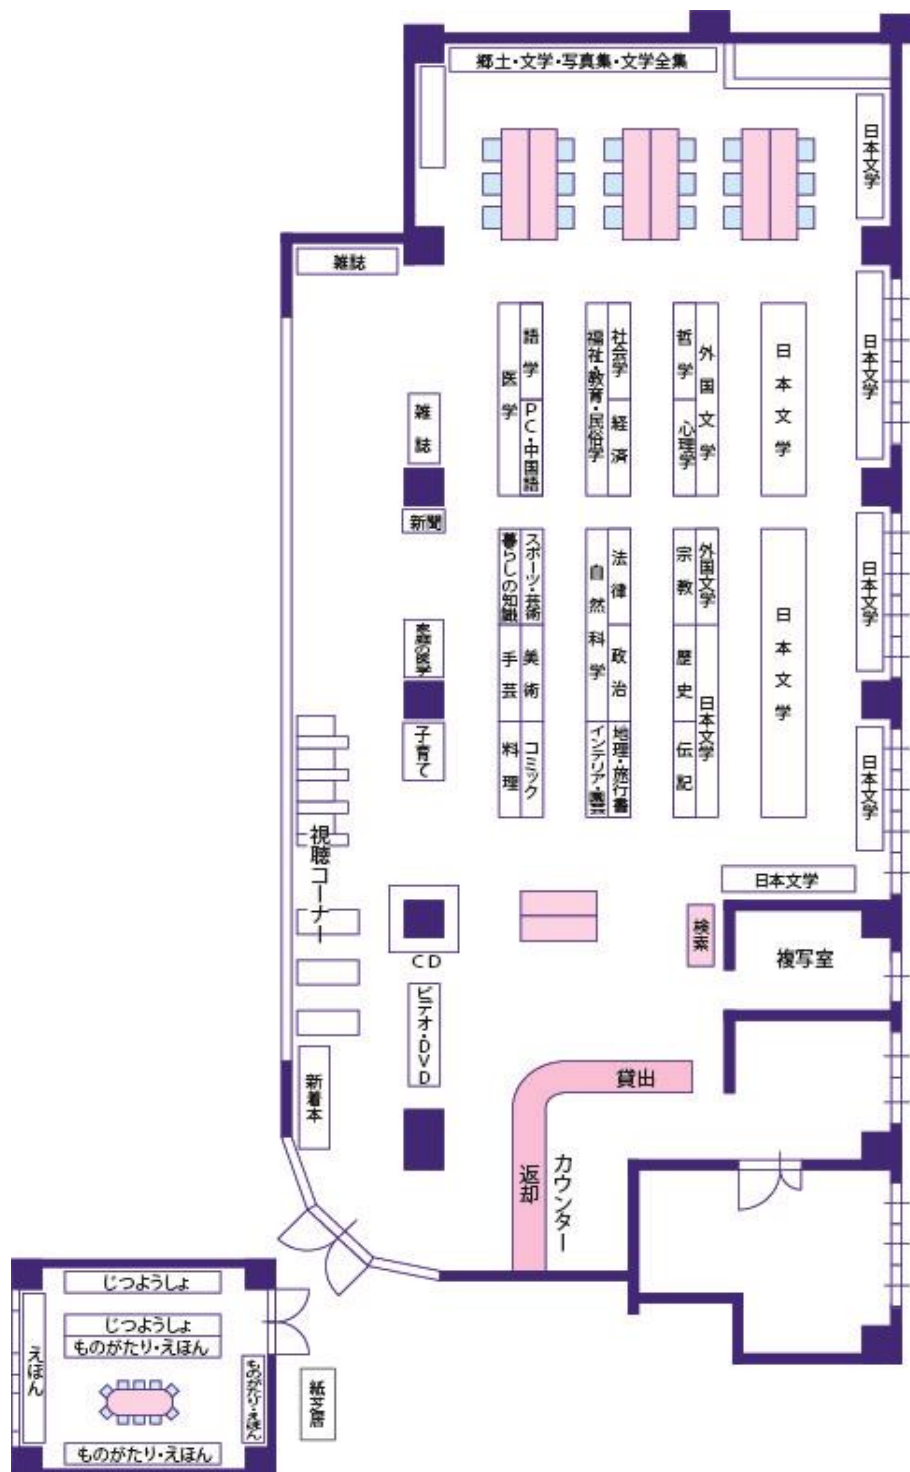 郷土・文学・写真集・文学全集
日本文学
雑誌
語学
医学
PC・中国語
社会学
福祉・教育・民俗学
経済
哲学
外国文学
心理学
日本文学
日本文学
雑誌
新聞
スポーツ・芸術
暮らしの知識
美術
手芸
コミック
料理
法律
自然科学
政治
地理・旅行書
インテリア・園芸
宗教
外国文学
歴史
日本文学
伝記
日本文学
日本文学
家庭の医学
子育て
日本文学
視聴コーナー
日本文学
CD
検索
複写室
ビデオ・DVD
新着本
貸出
返却
カウンター
じつようしょ
じつようしょ
ものがたり・えほん
えほん
ものがたり・えほん
紙芝居
ものがたり・えほん